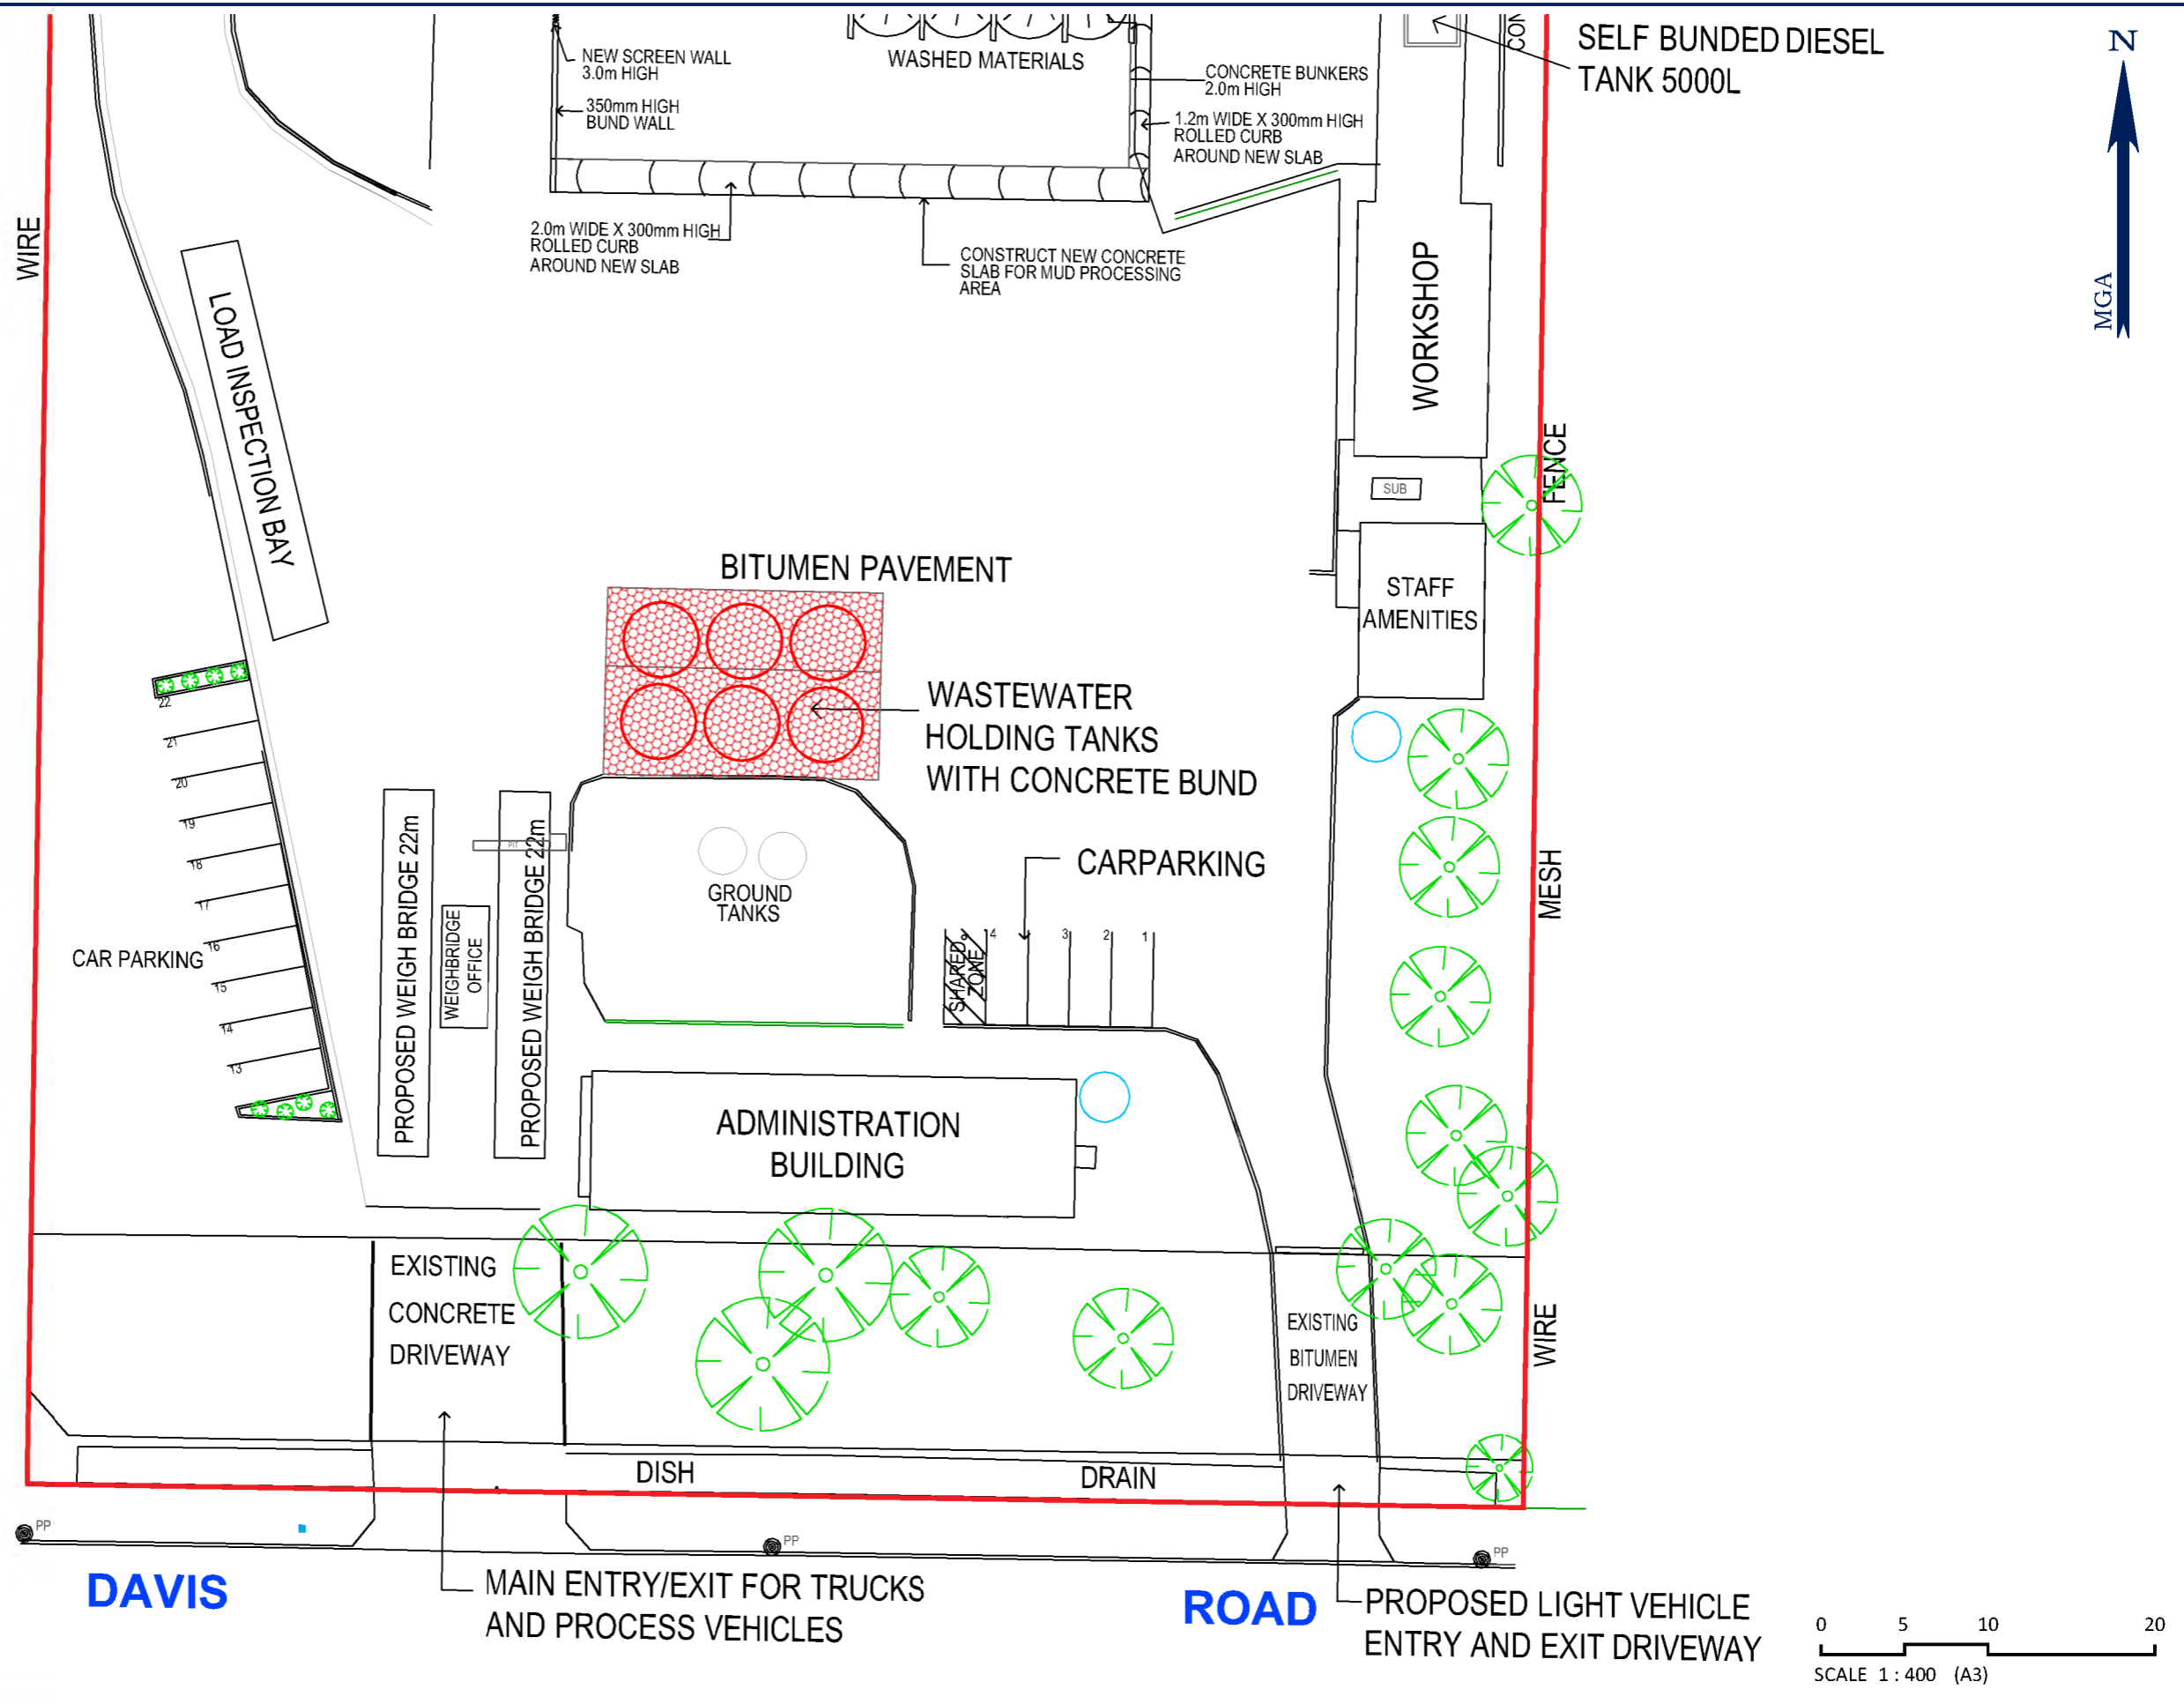 CON
SELF BUNDED DIESEL
TANK 5000L
N
MGA
NEW SCREEN WALL
3.0m HIGH
350mm HIGH
BUND WALL
WASHED MATERIALS
CONCRETE BUNKERS
2.0m HIGH
1.2m WIDE X 300mm HIGH
ROLLED CURB
AROUND NEW SLAB
WIRE
2.0m WIDE X 300mm HIGH
ROLLED CURB
AROUND NEW SLAB
CONSTRUCT NEW CONCRETE
SLAB FOR MUD PROCESSING
AREA
LOAD INSPECTION BAY
WORKSHOP
FENCE
SUB
BITUMEN PAVEMENT
STAFF
AMENITIES
WASTEWATER
HOLDING TANKS
WITH CONCRETE BUND
22
21
20
19
18
17
16
15
14
13
CAR PARKING
PROPOSED WEIGH BRIDGE 22m
WEIGHBRIDGE
OFFICE
PIT
PROPOSED WEIGH BRIDGE 22m
GROUND
TANKS
CARPARKING
SHARED
ZONE
4
3
2
1
MESH
ADMINISTRATION
BUILDING
EXISTING
CONCRETE
DRIVEWAY
EXISTING
BITUMEN
DRIVEWAY
WIRE
DISH
DRAIN
PP
PP
PP
DAVIS
MAIN ENTRY/EXIT FOR TRUCKS
AND PROCESS VEHICLES
ROAD
PROPOSED LIGHT VEHICLE
ENTRY AND EXIT DRIVEWAY
0 5 10 20
SCALE 1 : 400 (A3)